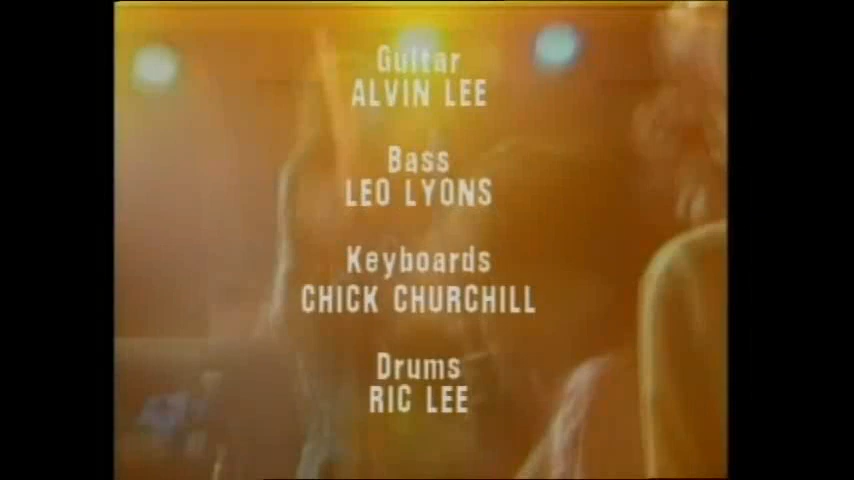 Guitar
ALVIN LEE
Bass
LEO LYONS
Keyboards
CHICK CHURCHILL
Drums
RIC LEE